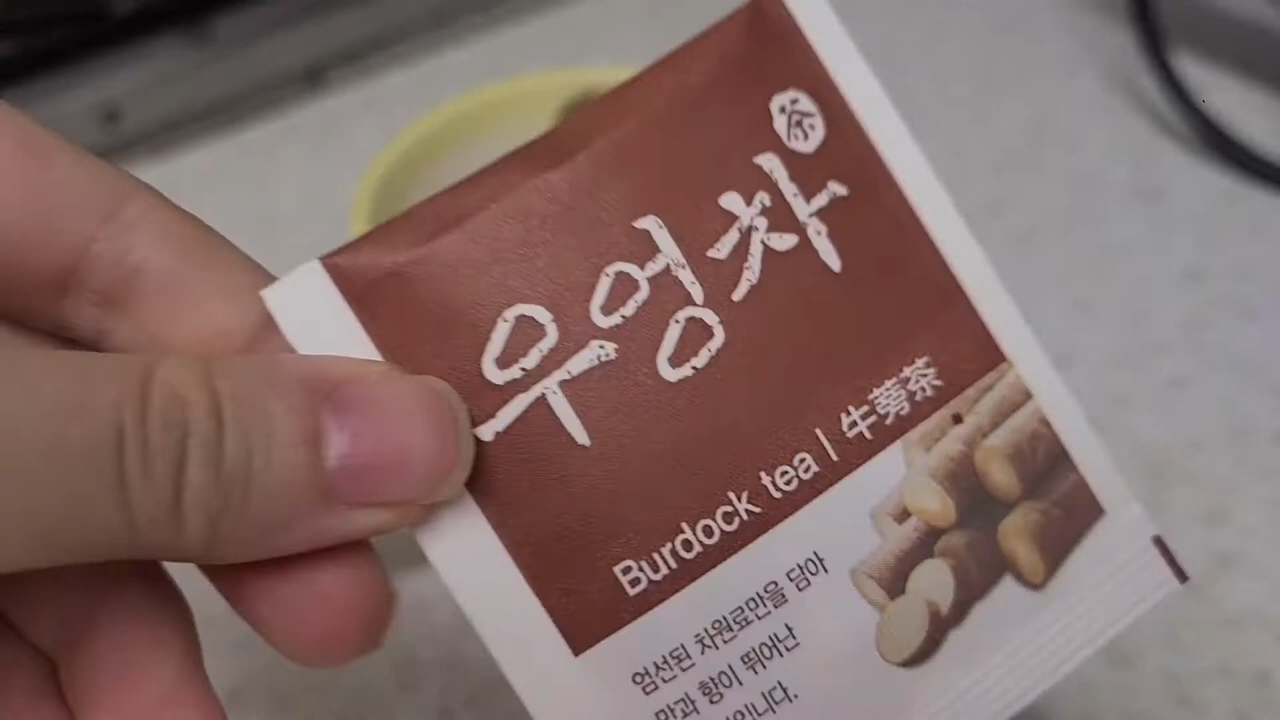 茶
우엉차
Burdock tea | 牛蒡茶
엄선된 차원료만을 담아
맛과 향이 뛰어난